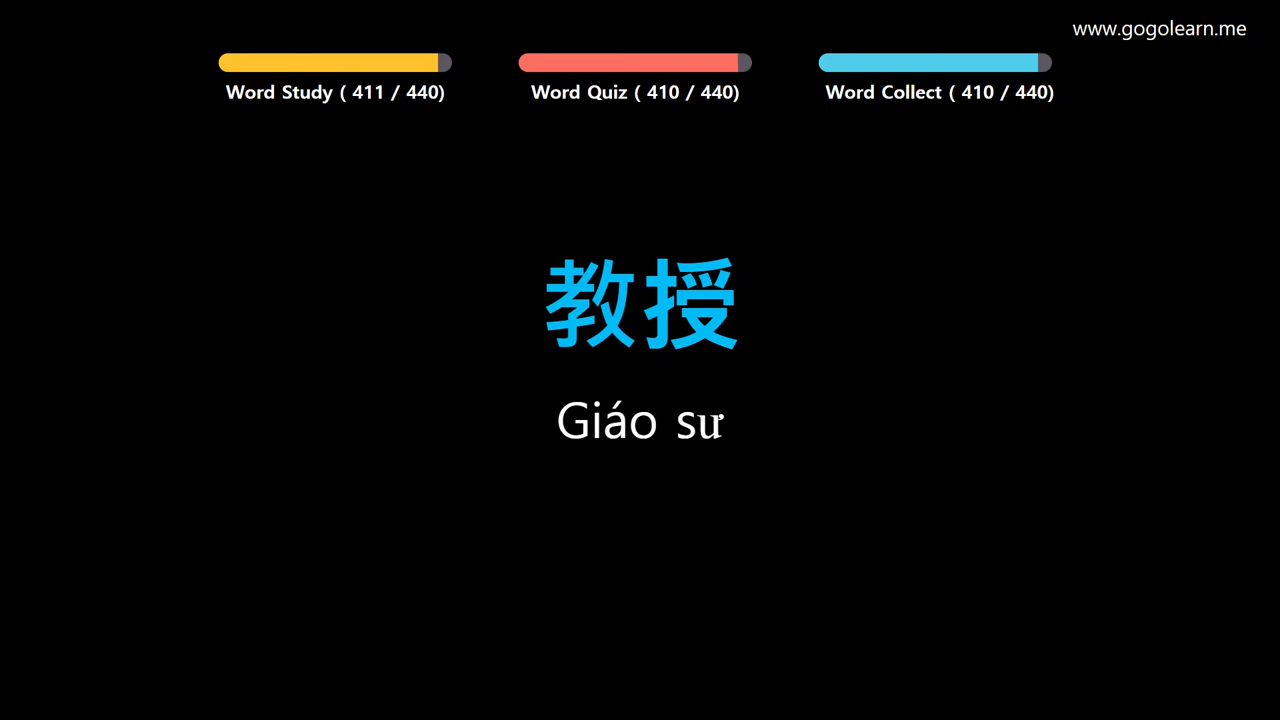 www.gogolearn.me
Word Study ( 411 / 440)
Word Quiz ( 410 / 440)
Word Collect ( 410 / 440)
教授
Giáo sư